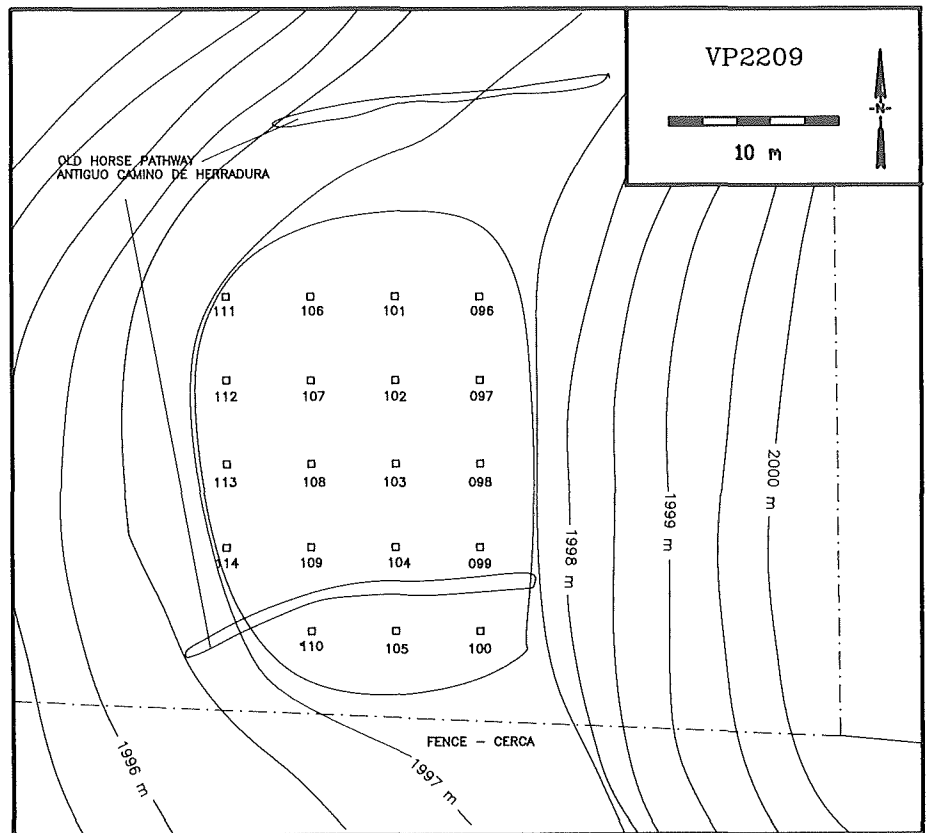 VP2209
-N-
10 m
OLD HORSE PATHWAY
ANTIGUO CAMINO DE HERRADURA
111 106 101 096
112 107 102 097
113 108 103 098
2000 m
1999 m
1998 m
114 109 104 099
110 105 100
FENCE - CERCA
1996 m
1997 m